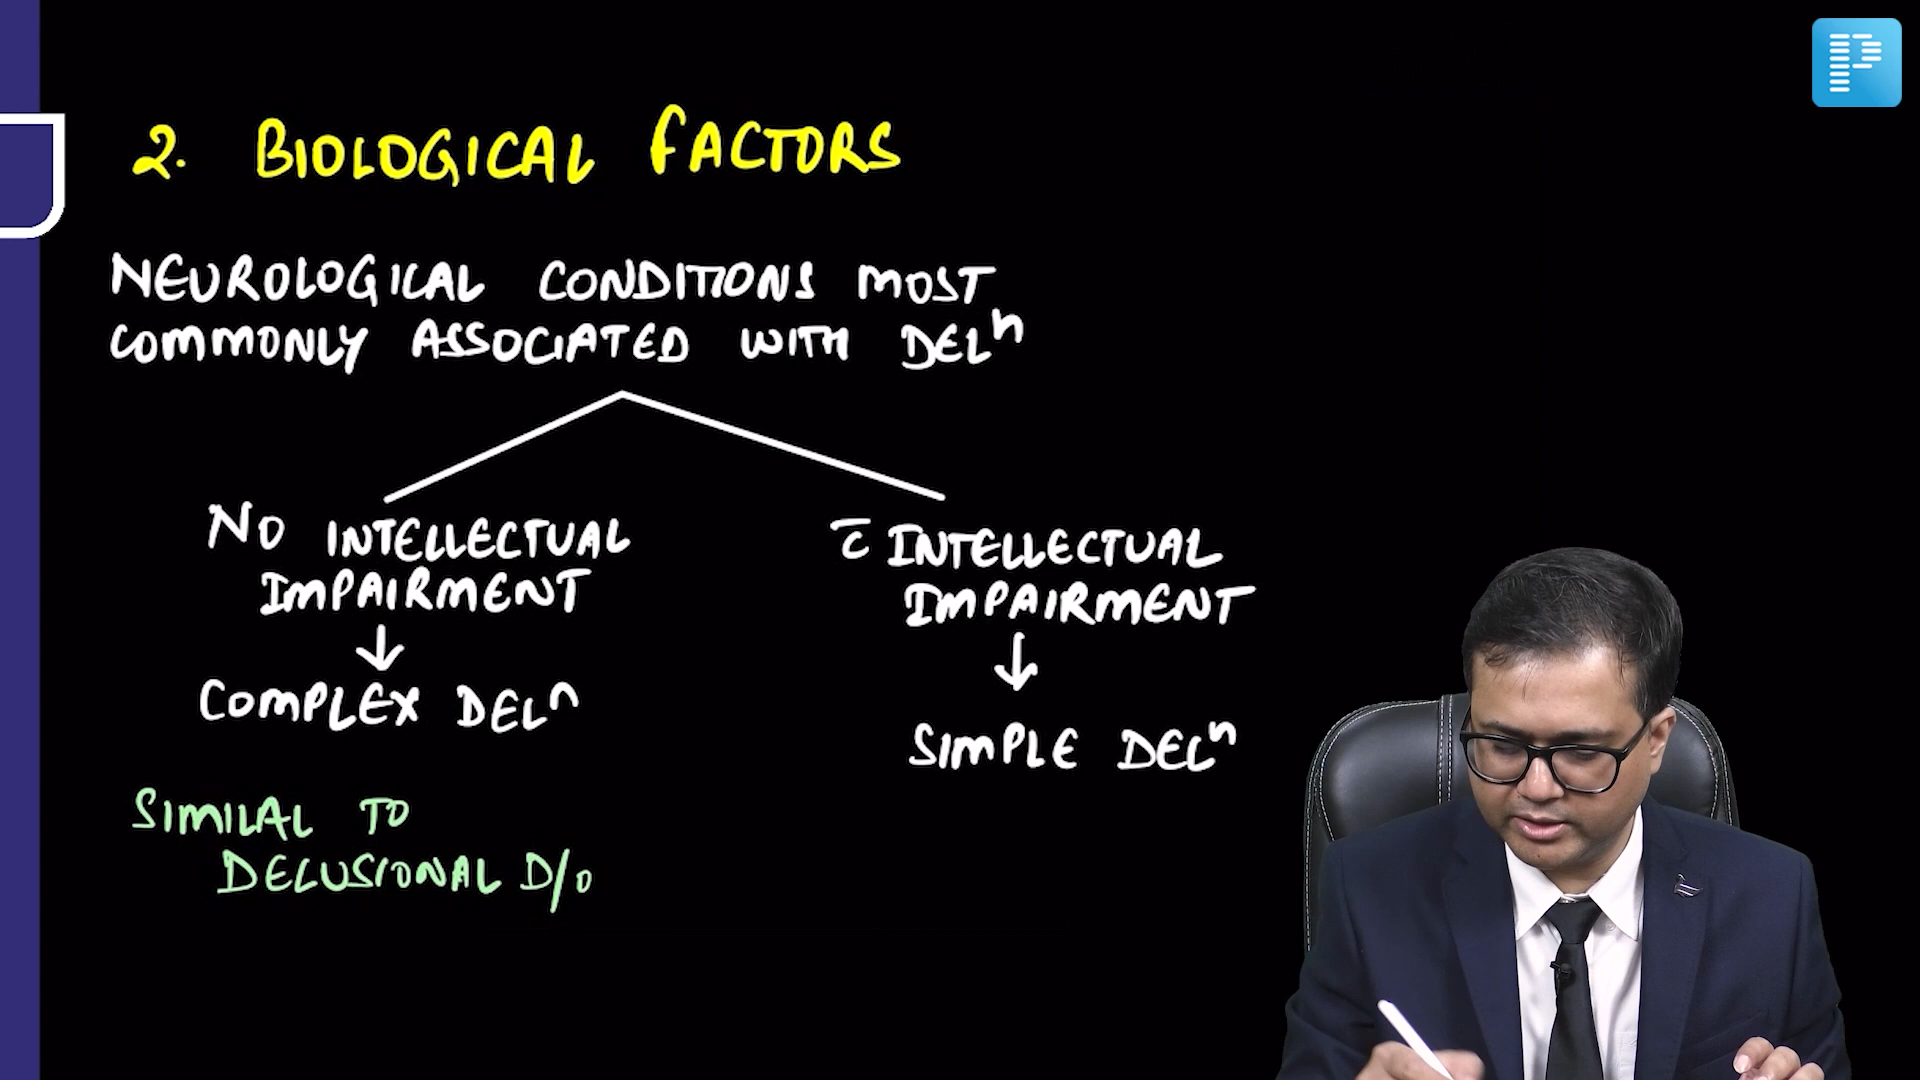 2. BIOLOGICAL FACTORS
NEUROLOGICAL CONDITIONS MOST
COMMONLY ASSOCIATED WITH DELⁿ
NO INTELLECTUAL
IMPAIRMENT
↓
COMPLEX DELⁿ
SIMILAL TO
DELUSIONAL D/O
c̄ INTELLECTUAL
IMPAIRMENT
↓
SIMPLE DELⁿ